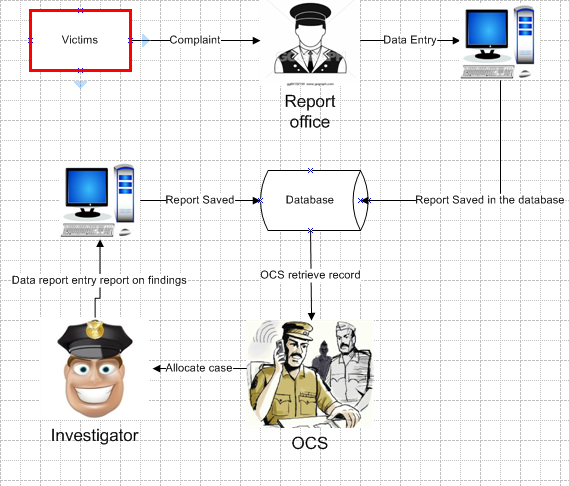 Victims
Complaint
Data Entry
Report
office
Report Saved
Database
Report Saved in the database
OCS retrieve record
Data report entry report on findings
Allocate case
Investigator
OCS